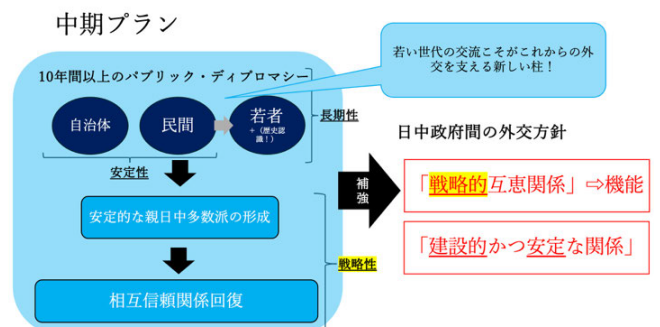 中期プラン
10年間以上のパブリック・ディプロマシー
若い世代の交流こそがこれからの外
交を支える新しい柱！
自治体
民間
若者
+（歴史認
識！）
長期性
安定性
安定的な親日中多数派の形成
戦略性
相互信頼関係回復
補強
日中政府間の外交方針
「戦略的互恵関係」⇨機能
「建設的かつ安定な関係」